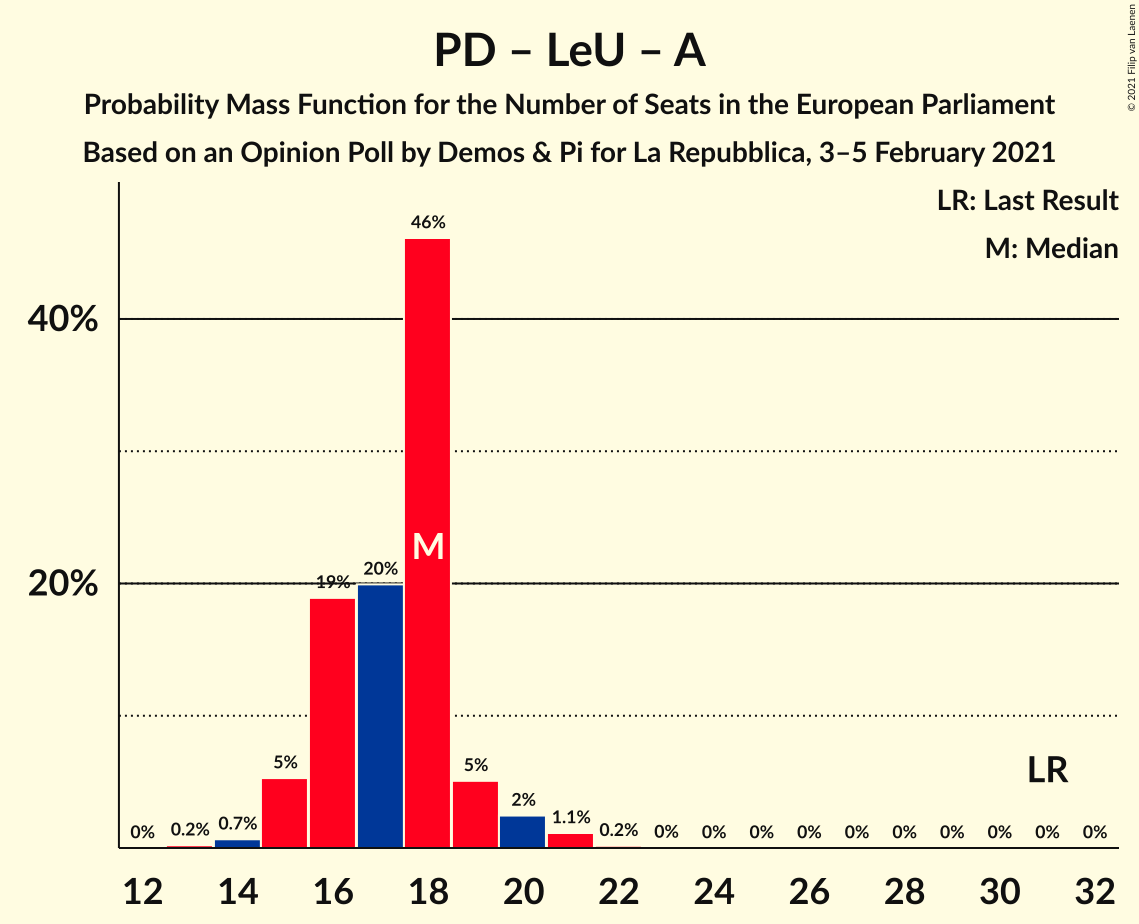 PD – LeU – A
Probability Mass Function for the Number of Seats in the European Parliament
Based on an Opinion Poll by Demos & Pi for La Repubblica, 3–5 February 2021
© 2021 Filip van Laenen
LR: Last Result
M: Median
40%
20%
0% 0.2% 0.7% 5% 19% 20% 46% 5% 2% 1.1% 0.2% 0% 0% 0% 0% 0% 0% 0% 0% 0% 0%
M
LR
12 14 16 18 20 22 24 26 28 30 32